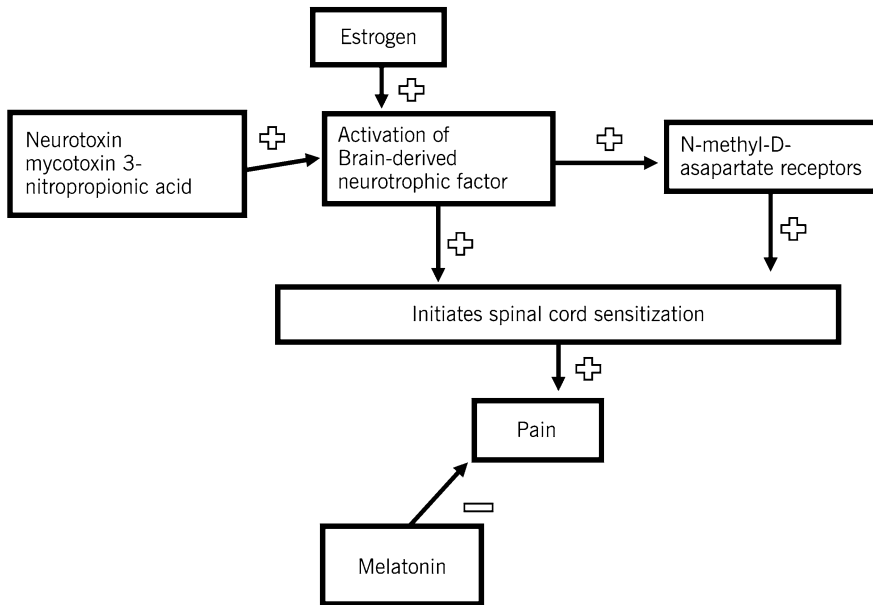 Estrogen
Neurotoxin
mycotoxin 3-
nitropropionic acid
Activation of
Brain-derived
neurotrophic factor
N-methyl-D-
asapartate receptors
Initiates spinal cord sensitization
Pain
Melatonin